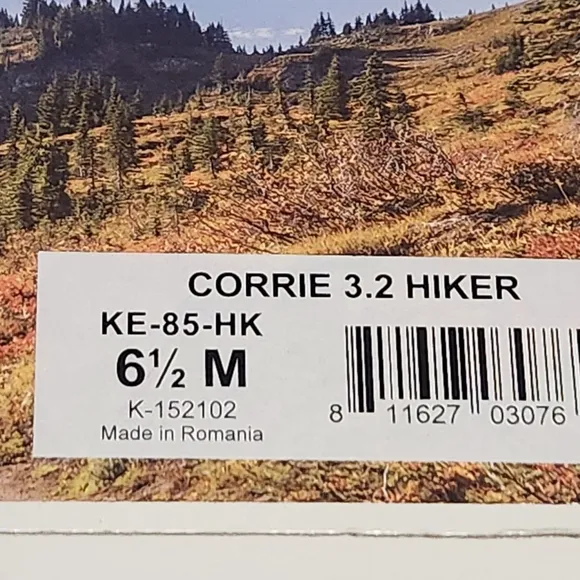 CORRIE 3.2 HIKER
KE-85-HK
6½ M
K-152102
Made in Romania
8 11627 03076